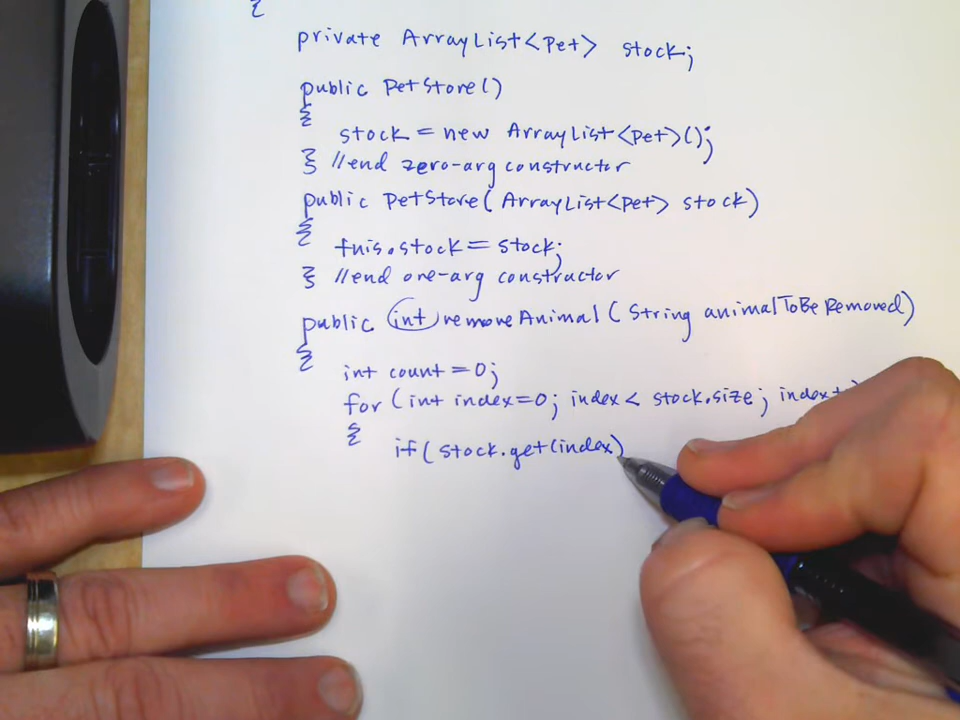 {
private ArrayList<Pet> stock;
public PetStore()
{
stock = new ArrayList<Pet>();
} //end zero-arg constructor
public PetStore(ArrayList<Pet> stock)
{
this.stock = stock;
} //end one-arg constructor
public int removeAnimal(String animalToBeRemoved)
{
int count = 0;
for (int index=0; index < stock.size; index+)
{
if(stock.get(index)